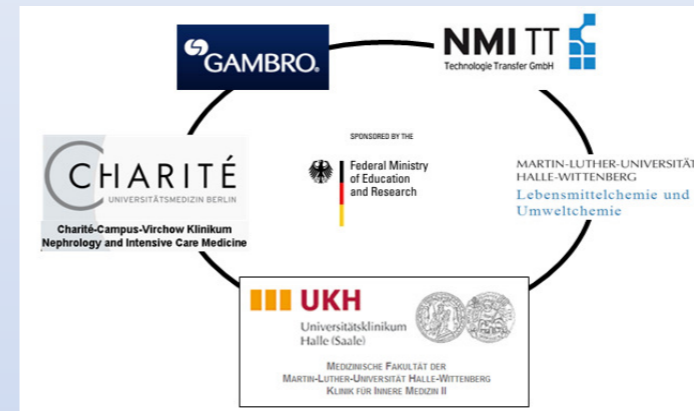 GAMBRO.
NMI TT
Technologie Transfer GmbH
SPONSORED BY THE
Federal Ministry
of Education
and Research
CHARITÉ
UNIVERSITÄTSMEDIZIN BERLIN
Charité-Campus-Virchow Klinikum
Nephrology and Intensive Care Medicine
MARTIN-LUTHER-UNIVERSITÄT
HALLE-WITTENBERG
Lebensmittelchemie und
Umweltchemie
UKH
Universitätsklinikum
Halle (Saale)
MEDIZINISCHE FAKULTÄT DER
MARTIN-LUTHER-UNIVERSITÄT HALLE-WITTENBERG
KLINIK FÜR INNERE MEDIZIN II